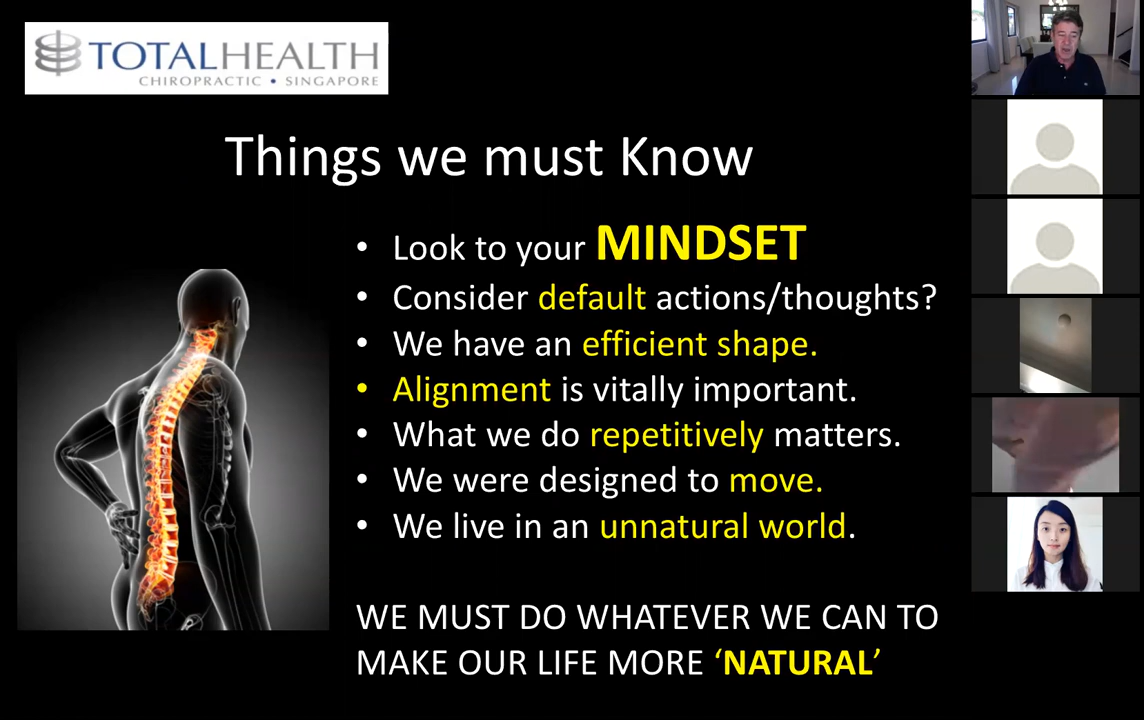 TOTALHEALTH
CHIROPRACTIC • SINGAPORE
Things we must Know
• Look to your MINDSET
• Consider default actions/thoughts?
• We have an efficient shape.
• Alignment is vitally important.
• What we do repetitively matters.
• We were designed to move.
• We live in an unnatural world.
WE MUST DO WHATEVER WE CAN TO
MAKE OUR LIFE MORE ‘NATURAL’